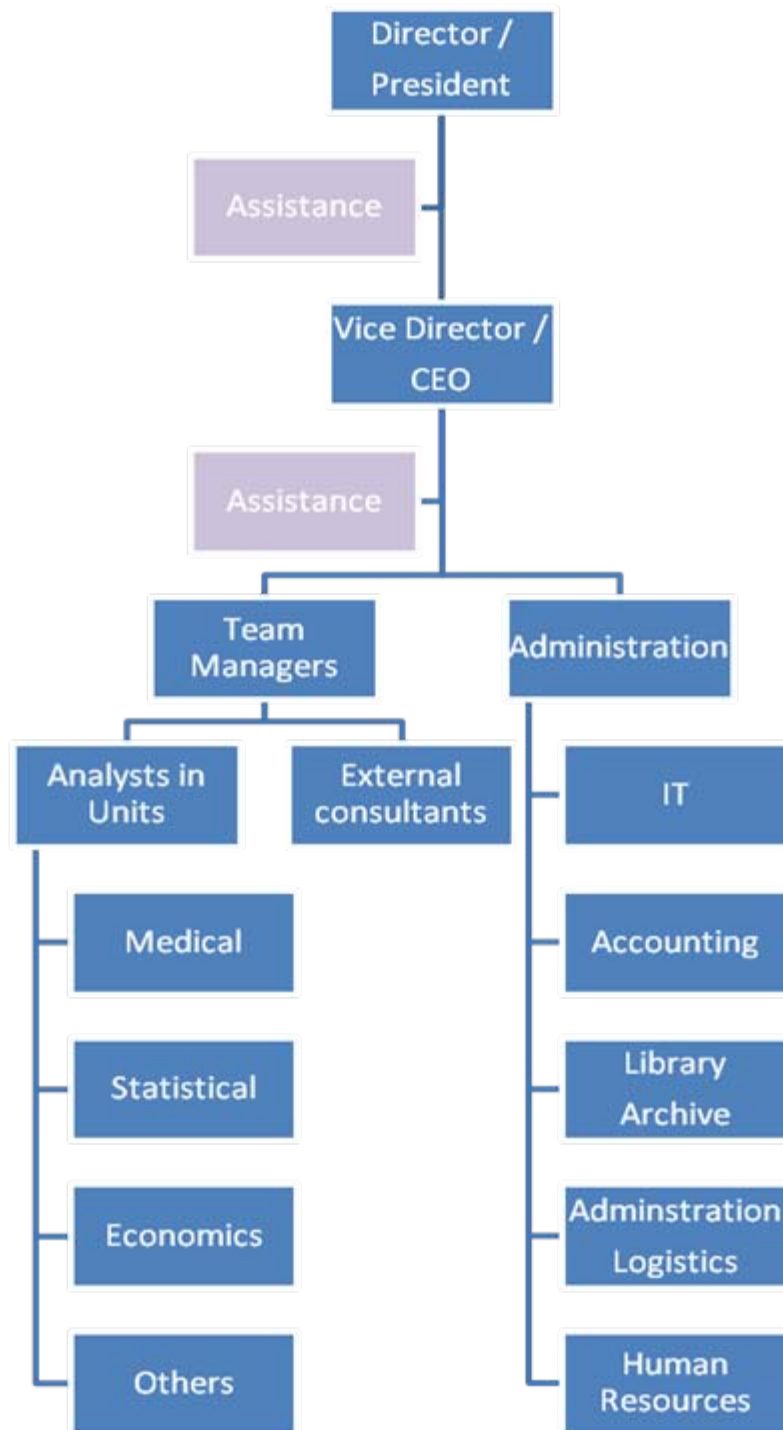 Director /
President
Assistance
Vice Director /
CEO
Assistance
Team
Managers
Administration
Analysts in
Units
External
consultants
IT
Medical
Accounting
Statistical
Library
Archive
Economics
Adminstration
Logistics
Others
Human
Resources